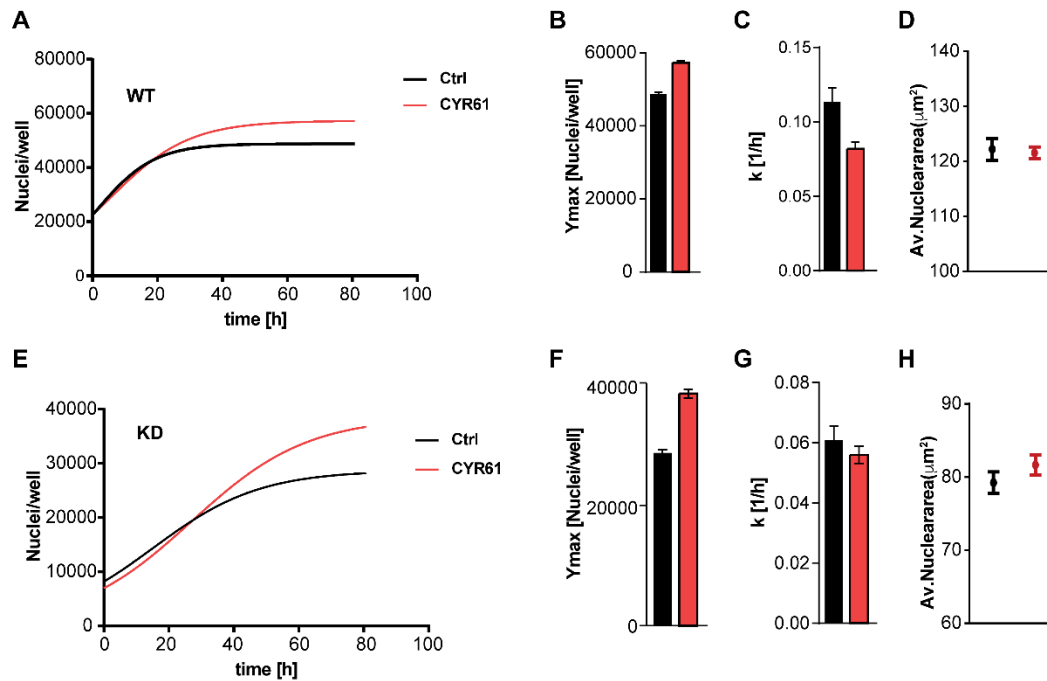 A
80000
60000
40000
20000
0
Nuclei/well
WT
Ctrl
CYR61
0 20 40 60 80 100
time [h]
B
60000
40000
20000
0
Ymax [Nuclei/well]
C
0.15
0.10
0.05
0.00
k [1/h]
D
140
130
120
110
100
Av.Nucleararea(μm²)
E
40000
30000
20000
10000
0
Nuclei/well
KD
Ctrl
CYR61
0 20 40 60 80 100
time [h]
F
40000
20000
0
Ymax [Nuclei/well]
G
0.08
0.06
0.04
0.02
0.00
k [1/h]
H
90
80
70
60
Av.Nucleararea(μm²)